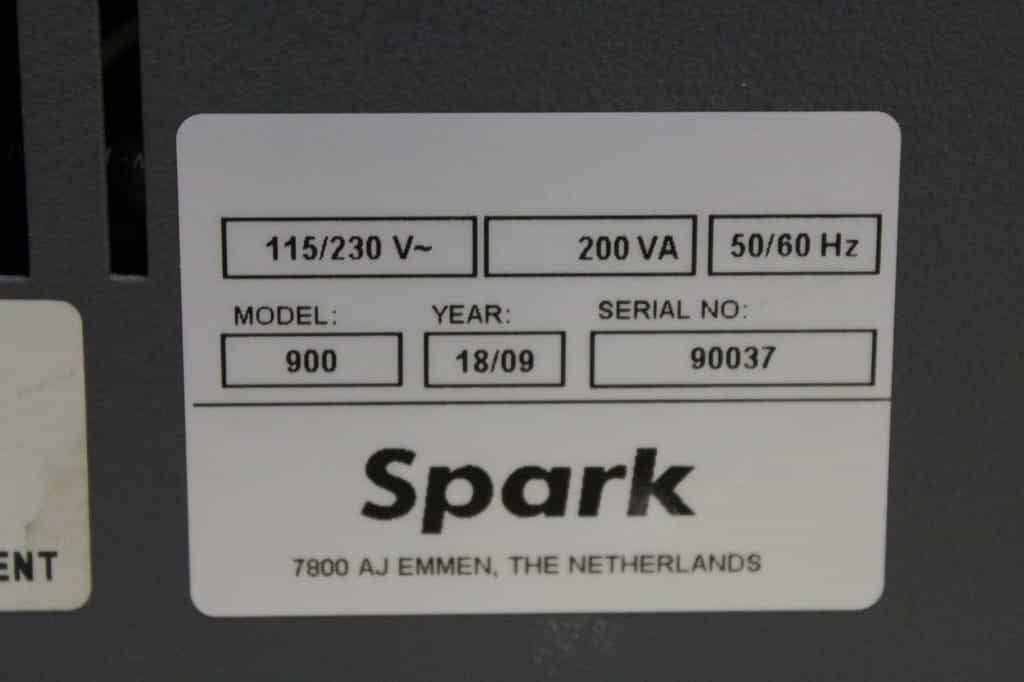 115/230 V~ 200 VA 50/60 Hz
MODEL: YEAR: SERIAL NO:
900 18/09 90037
Spark
7800 AJ EMMEN, THE NETHERLANDS
ENT